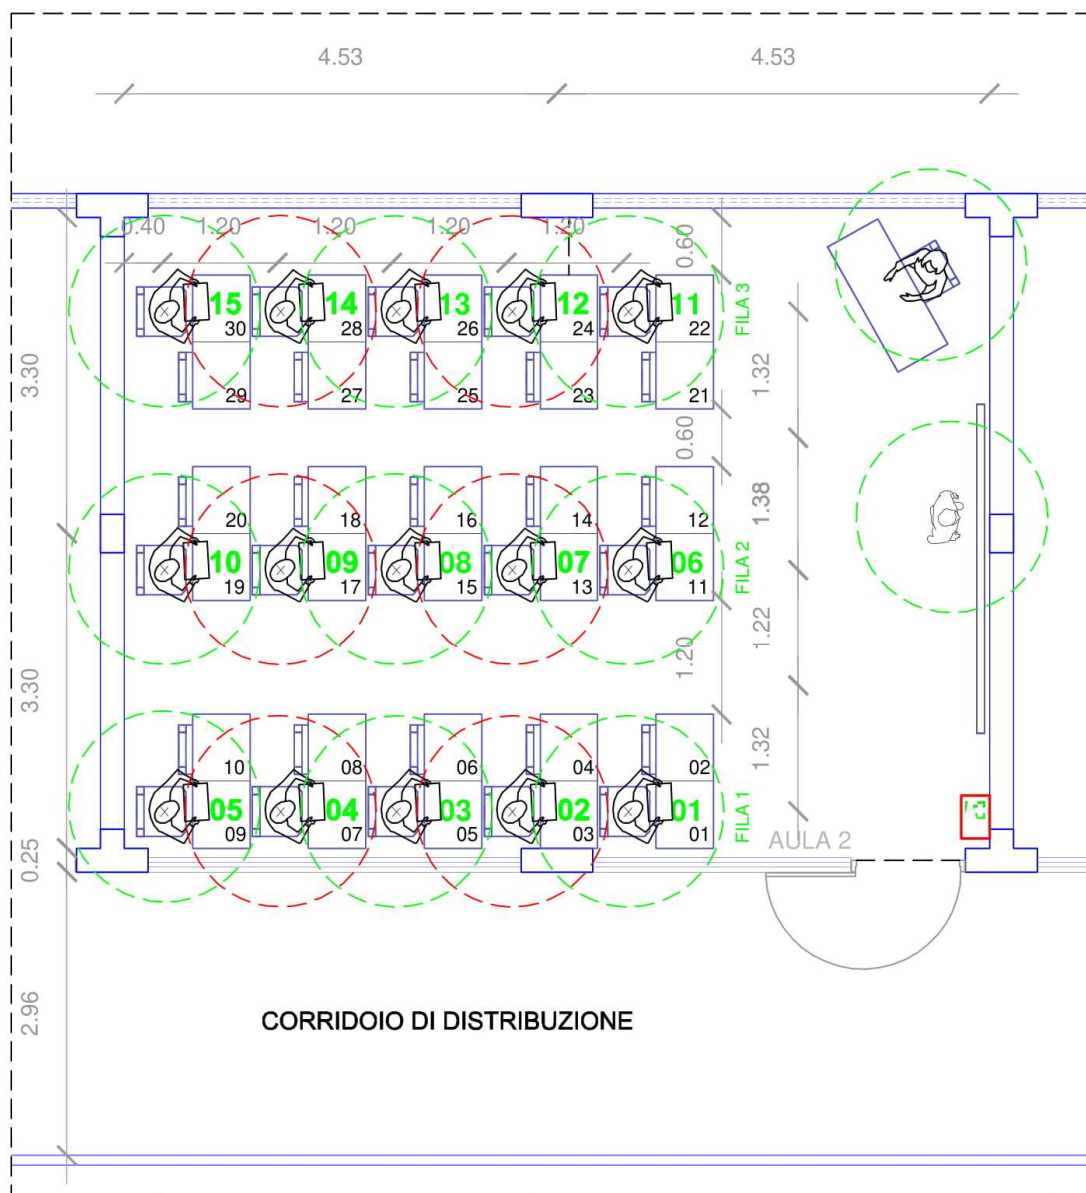 4.53 4.53
0.40 1.20 1.20 1.20 1.20
0.60
15 14 13 12 11
30 28 26 24 22
FILA 3
3.30
1.32
29 27 25 23 21
0.60
1.38
20 18 16 14 12
10 09 08 07 06
19 17 15 13 11
FILA 2
1.22
1.20
3.30
1.32
10 08 06 04 02
05 04 03 02 01
09 07 05 03 01
FILA 1
AULA 2
0.25
2.96
CORRIDOIO DI DISTRIBUZIONE